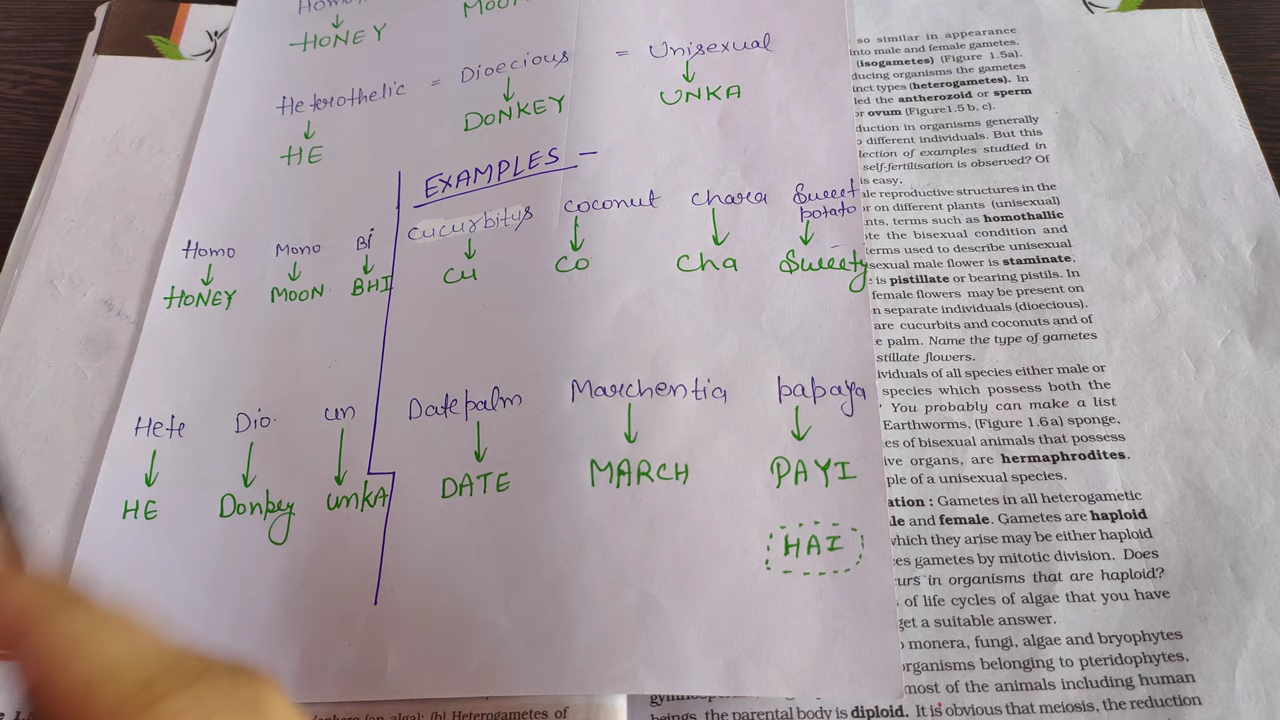 HONEY
Heterothelic = Dioecious = Unisexual
HE DONKEY UNKA
EXAMPLES -
Homo Mono Bi
HONEY MOON BHI
cucurbitus coconut chara Sweet potato
Cu Co Cha Sweety
Hete Dio. un
HE Donkey unkA
Datepalm Marchentia papaya
DATE MARCH PAYI
HAI
so similar in appearance
into male and female gametes.
(isogametes) (Figure 1.5a).
ducing organisms the gametes
nct types (heterogametes). In
led the antherozoid or sperm
or ovum (Figure1.5 b, c).
duction in organisms generally
different individuals. But this
lection of examples studied in
self-fertilisation is observed? Of
is easy.
ale reproductive structures in the
or on different plants (unisexual)
nts, terms such as homothallic
te the bisexual condition and
terms used to describe unisexual
sexual male flower is staminate,
is pistillate or bearing pistils. In
female flowers may be present on
n separate individuals (dioecious).
are cucurbits and coconuts and of
e palm. Name the type of gametes
stillate flowers.
ividuals of all species either male or
species which possess both the
You probably can make a list
Earthworms, (Figure 1.6 a) sponge,
es of bisexual animals that possess
ive organs, are hermaphrodites.
ple of a unisexual species.
ation : Gametes in all heterogametic
le and female. Gametes are haploid
which they arise may be either haploid
ces gametes by mitotic division. Does
curs in organisms that are haploid?
of life cycles of algae that you have
get a suitable answer.
monera, fungi, algae and bryophytes
organisms belonging to pteridophytes,
most of the animals including human
beings, the parental body is diploid. It is obvious that meiosis, the reduction
(b) Heterogametes of